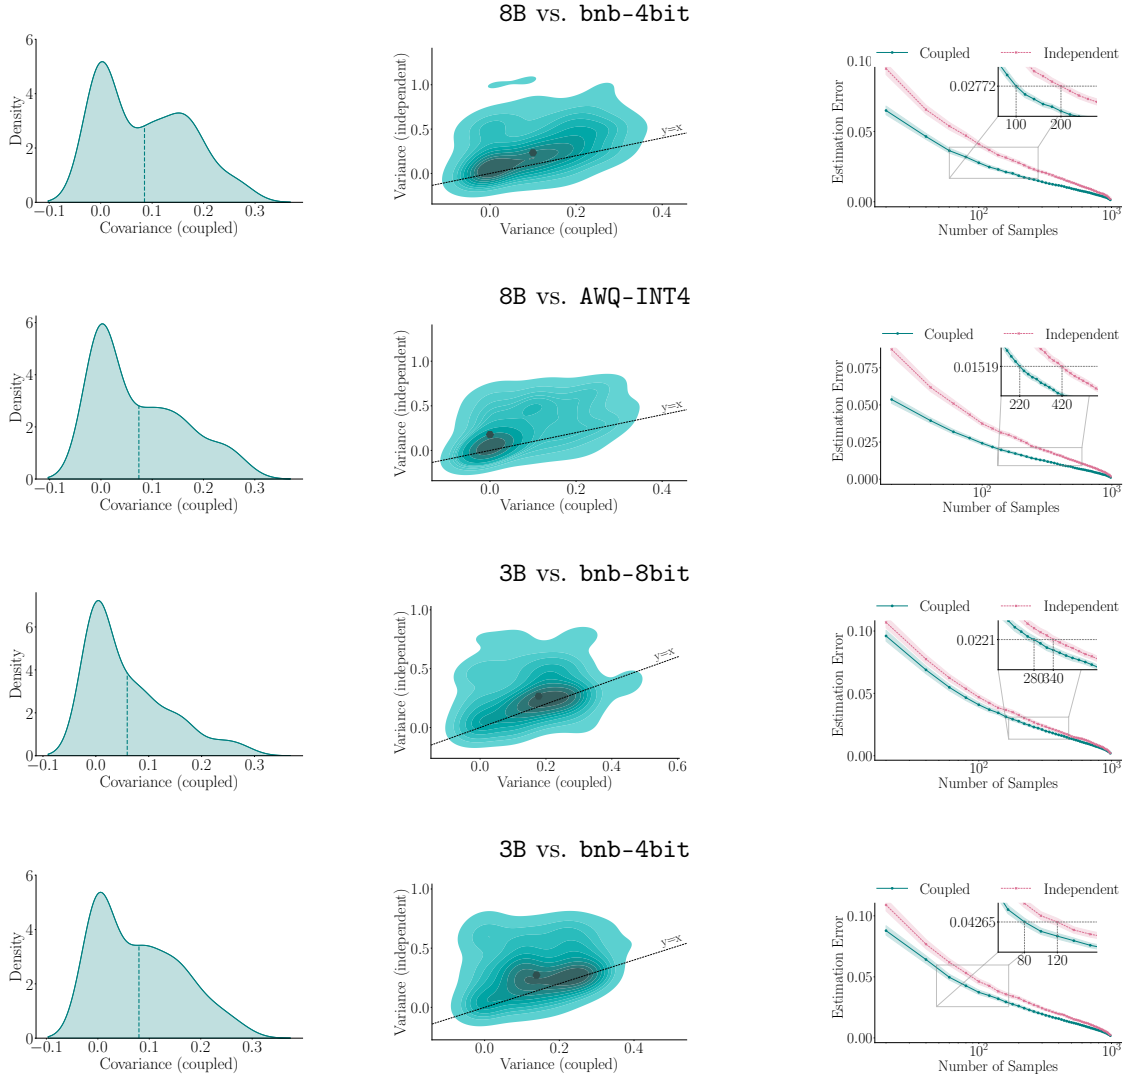 8B vs. bnb-4bit
6
4
2
0
Density
−0.1
0.0
0.1
0.2
0.3
Covariance (coupled)
1.0
0.5
0.0
Variance (independent)
y=x
0.0
0.2
0.4
Variance (coupled)
Coupled
Independent
0.10
0.05
0.00
Estimation Error
0.02772
100
200
10²
10³
Number of Samples
8B vs. AWQ-INT4
6
4
2
0
Density
−0.1
0.0
0.1
0.2
0.3
Covariance (coupled)
1.0
0.5
0.0
Variance (independent)
y=x
0.0
0.2
0.4
Variance (coupled)
Coupled
Independent
0.075
0.050
0.025
0.000
Estimation Error
0.01519
220
420
10²
10³
Number of Samples
3B vs. bnb-8bit
6
4
2
0
Density
−0.1
0.0
0.1
0.2
0.3
Covariance (coupled)
1.0
0.5
0.0
Variance (independent)
y=x
0.0
0.2
0.4
0.6
Variance (coupled)
Coupled
Independent
0.10
0.05
0.00
Estimation Error
0.0221
280
340
10²
10³
Number of Samples
3B vs. bnb-4bit
6
4
2
0
Density
−0.1
0.0
0.1
0.2
0.3
Covariance (coupled)
1.0
0.5
0.0
Variance (independent)
y=x
0.0
0.2
0.4
Variance (coupled)
Coupled
Independent
0.10
0.05
0.00
Estimation Error
0.04265
80
120
10²
10³
Number of Samples